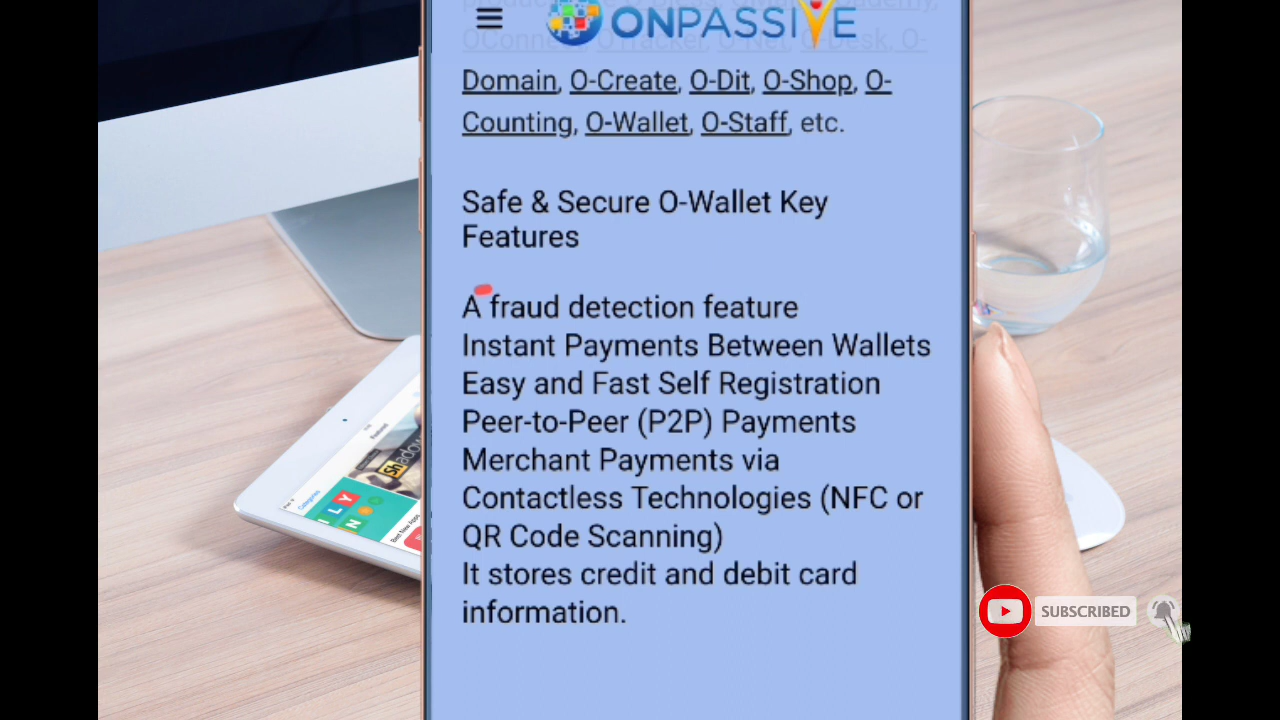 ONPASSIVE
Domain, O-Create, O-Dit, O-Shop, O-
Counting, O-Wallet, O-Staff, etc.
Safe & Secure O-Wallet Key
Features
A fraud detection feature
Instant Payments Between Wallets
Easy and Fast Self Registration
Peer-to-Peer (P2P) Payments
Merchant Payments via
Contactless Technologies (NFC or
QR Code Scanning)
It stores credit and debit card
information.
SUBSCRIBED